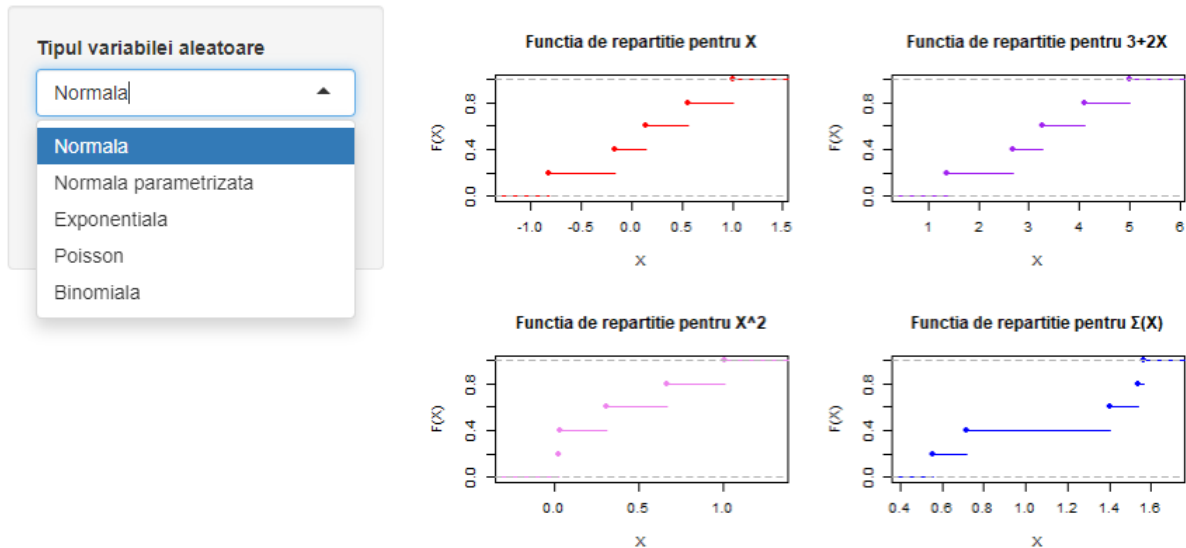 Tipul variabilei aleatoare
Normala
Normala
Normala parametrizata
Exponentiala
Poisson
Binomiala
Functia de repartitie pentru X
F(X)
0.0 0.4 0.8
-1.0 -0.5 0.0 0.5 1.0 1.5
X
Functia de repartitie pentru 3+2X
F(X)
0.0 0.4 0.8
1 2 3 4 5 6
X
Functia de repartitie pentru X^2
F(X)
0.0 0.4 0.8
0.0 0.5 1.0
X
Functia de repartitie pentru Σ(X)
F(X)
0.0 0.4 0.8
0.4 0.6 0.8 1.0 1.2 1.4 1.6
X